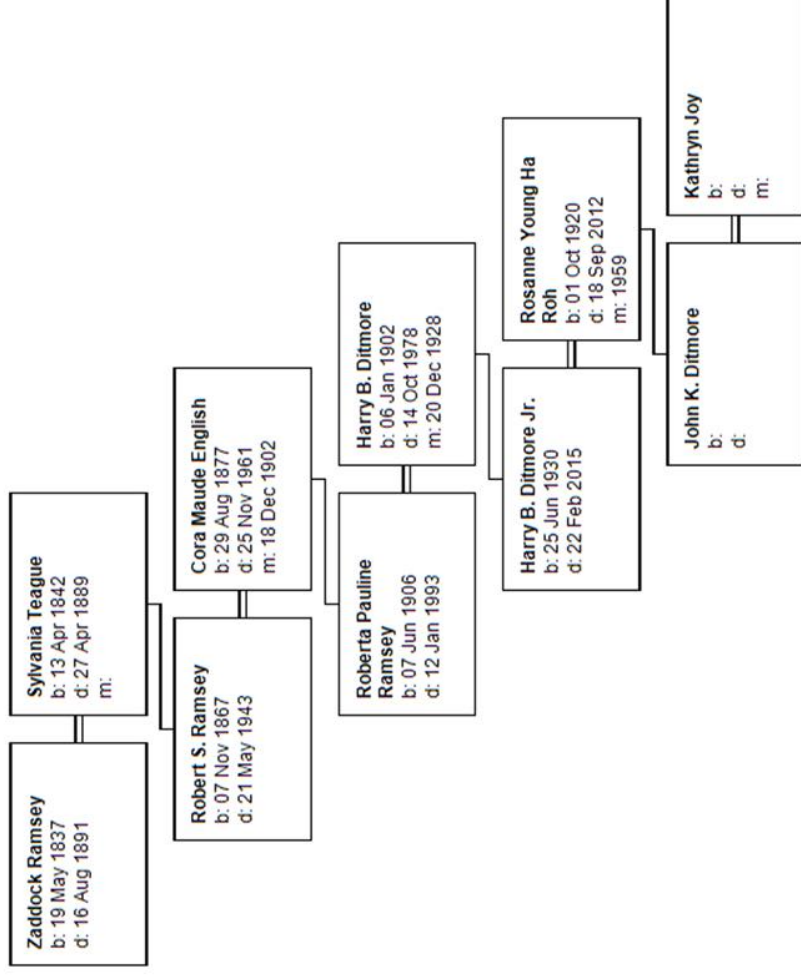 Zaddock Ramsey
b: 19 May 1837
d: 16 Aug 1891
Sylvania Teague
b: 13 Apr 1842
d: 27 Apr 1889
m:
Robert S. Ramsey
b: 07 Nov 1867
d: 21 May 1943
Cora Maude English
b: 29 Aug 1877
d: 25 Nov 1961
m: 18 Dec 1902
Roberta Pauline
Ramsey
b: 07 Jun 1906
d: 12 Jan 1993
Harry B. Ditmore
b: 06 Jan 1902
d: 14 Oct 1978
m: 20 Dec 1928
Harry B. Ditmore Jr.
b: 25 Jun 1930
d: 22 Feb 2015
Rosanne Young Ha
Roh
b: 01 Oct 1920
d: 18 Sep 2012
m: 1959
John K. Ditmore
b:
d:
Kathryn Joy
b:
d:
m: